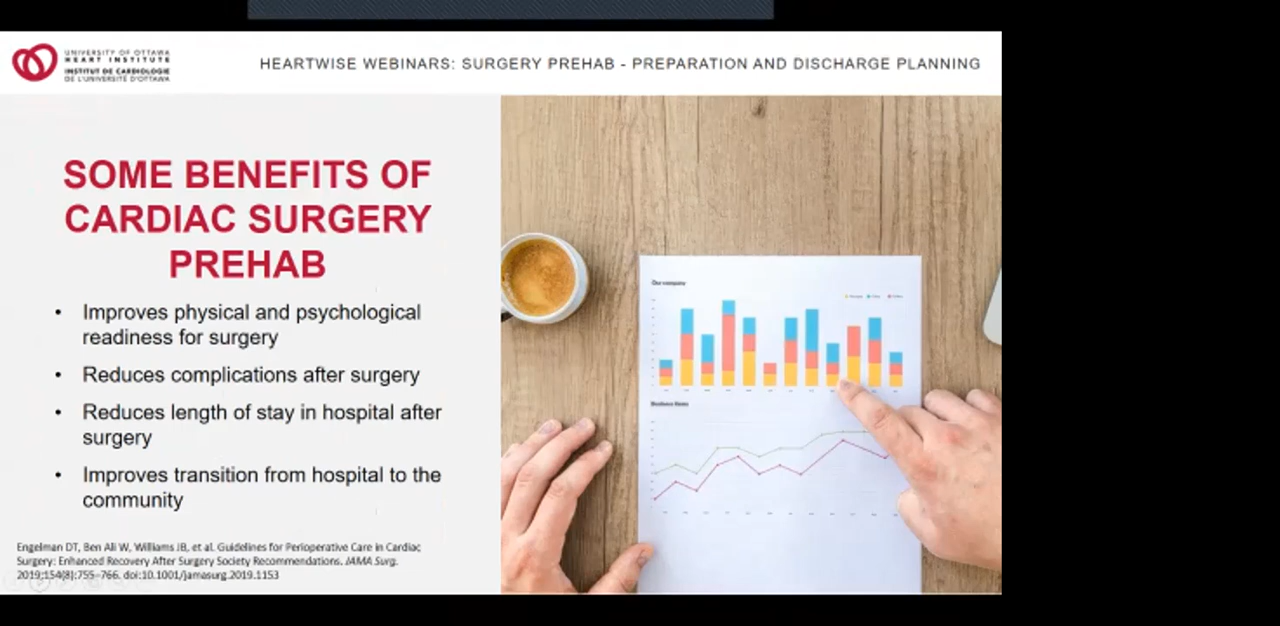 UNIVERSITY OF OTTAWA
HEART INSTITUTE
INSTITUT DE CARDIOLOGIE
DE L'UNIVERSITÉ D'OTTAWA
HEARTWISE WEBINARS: SURGERY PREHAB - PREPARATION AND DISCHARGE PLANNING
SOME BENEFITS OF
CARDIAC SURGERY
PREHAB
• Improves physical and psychological
readiness for surgery
• Reduces complications after surgery
• Reduces length of stay in hospital after
surgery
• Improves transition from hospital to the
community
Engelman DT, Ben Ali W, Williams JB, et al. Guidelines for Perioperative Care in Cardiac
Surgery: Enhanced Recovery After Surgery Society Recommendations. JAMA Surg.
2019;154(8):755–766. doi:10.1001/jamasurg.2019.1153
Our company
Business items